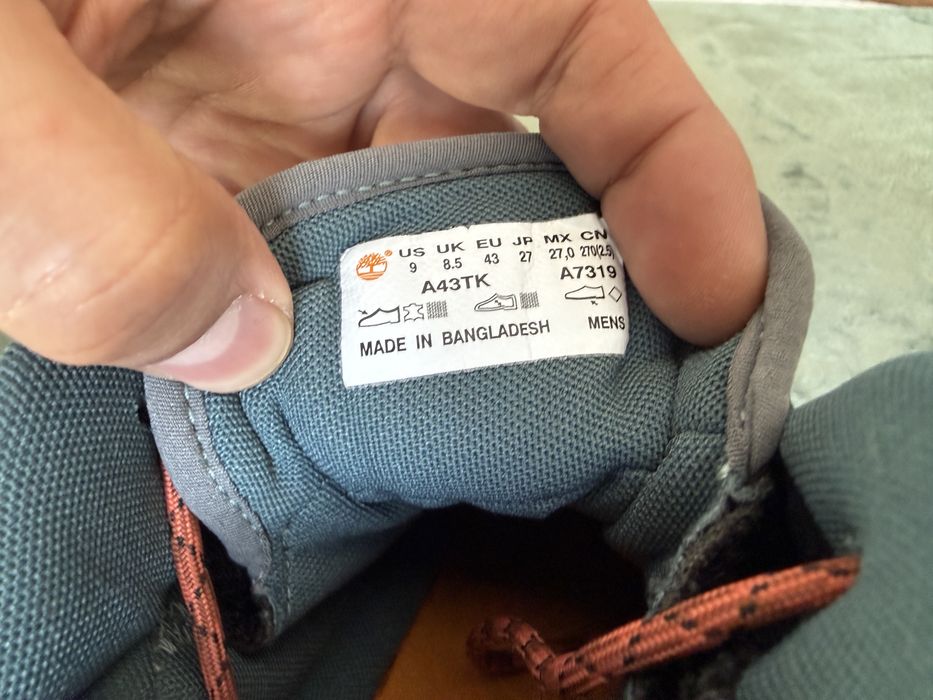 US UK EU JP MX CN
9 8.5 43 27 27,0 270(2.5)
A43TK A7319
MADE IN BANGLADESH MENS